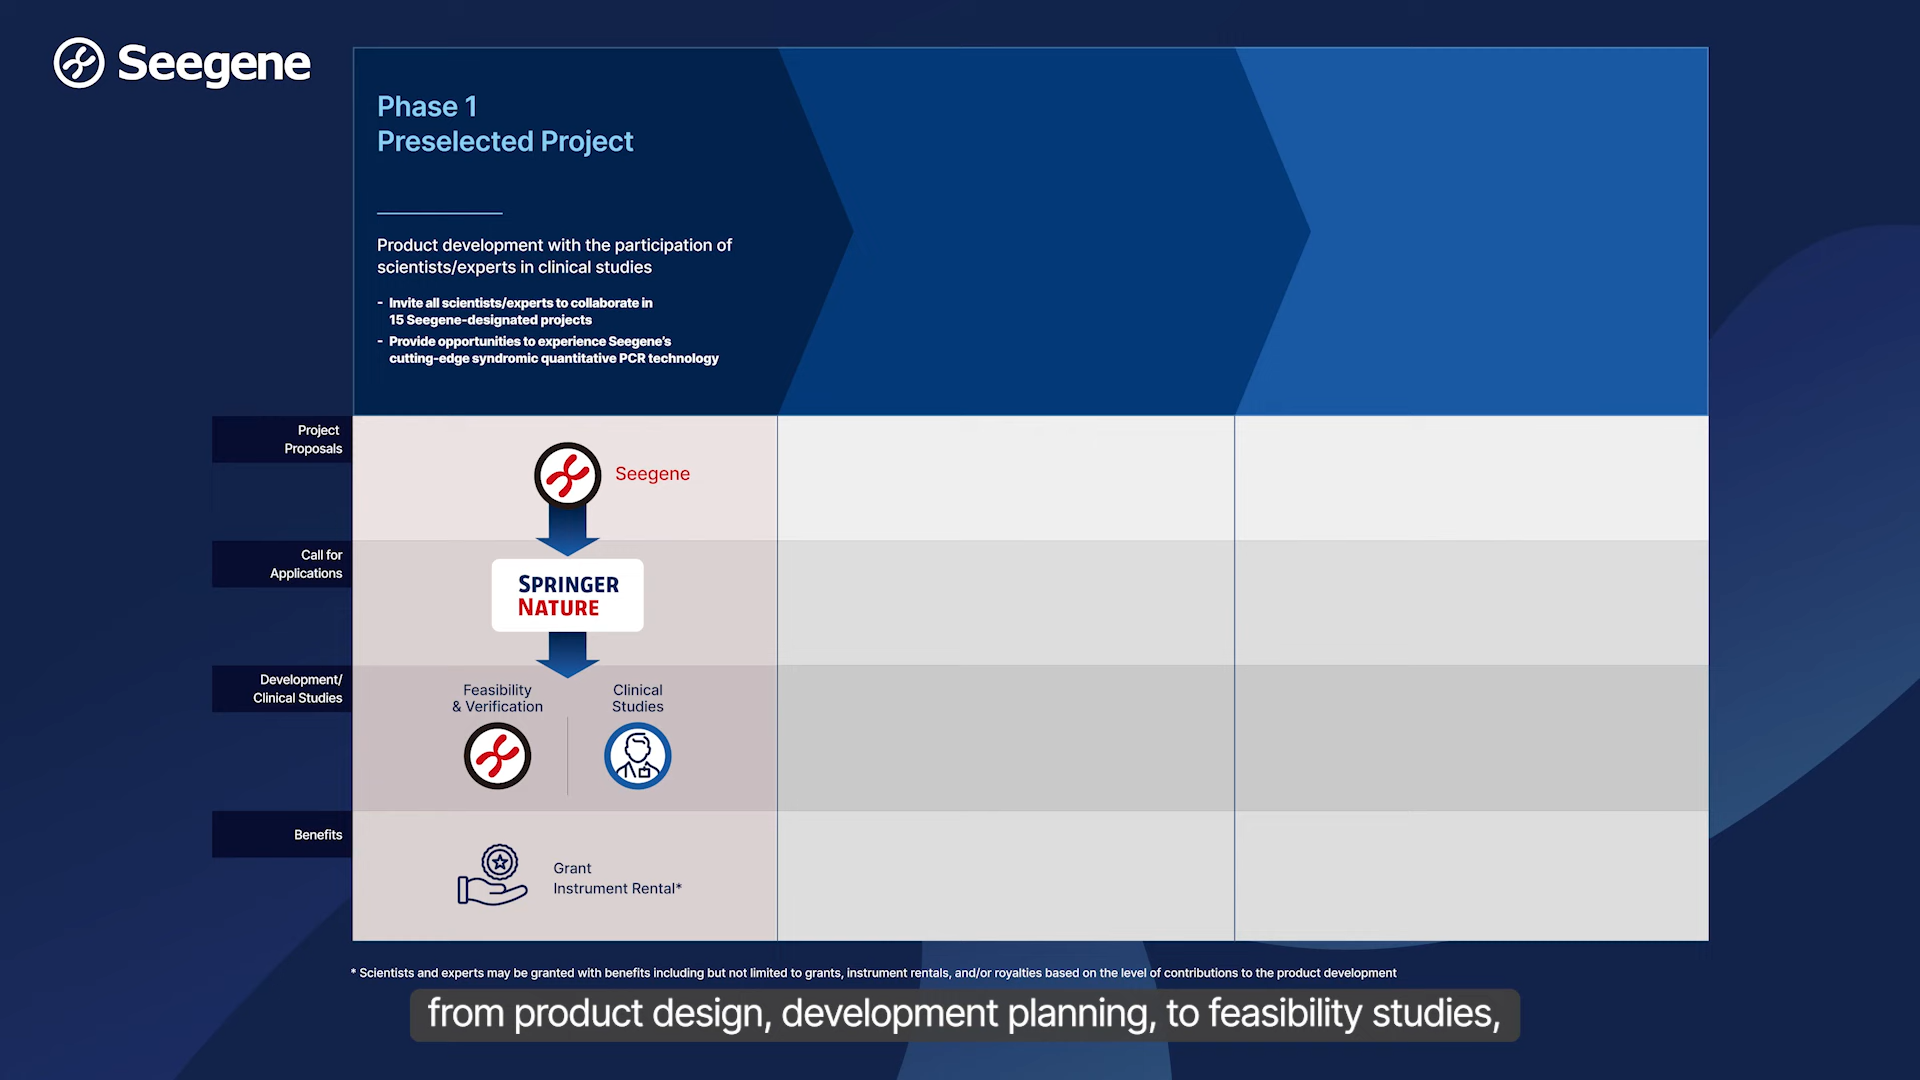 Seegene
Phase 1
Preselected Project
Product development with the participation of
scientists/experts in clinical studies
- Invite all scientists/experts to collaborate in
15 Seegene-designated projects
- Provide opportunities to experience Seegene's
cutting-edge syndromic quantitative PCR technology
Project
Proposals
Seegene
Call for
Applications
SPRINGER
NATURE
Development/
Clinical Studies
Feasibility
& Verification
Clinical
Studies
Benefits
Grant
Instrument Rental*
* Scientists and experts may be granted with benefits including but not limited to grants, instrument rentals, and/or royalties based on the level of contributions to the product development
from product design, development planning, to feasibility studies,